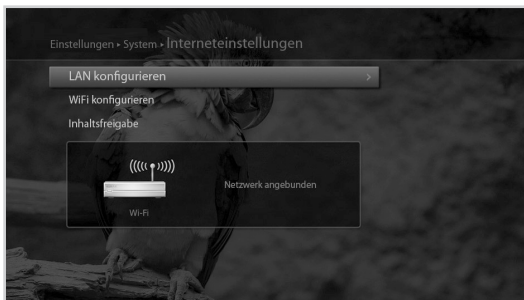 Einstellungen ▸ System ▸ Interneteinstellungen
LAN konfigurieren
WiFi konfigurieren
Inhaltsfreigabe
Netzwerk angebunden
Wi-Fi